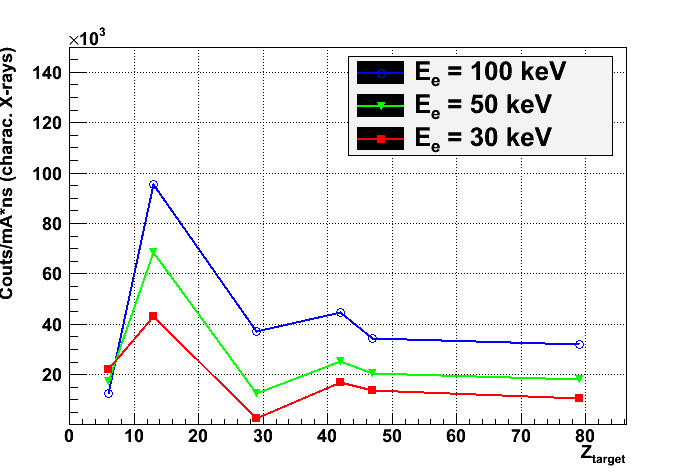 ×10³
Couts/mA*ns (charac. X-rays)
140
120
100
80
60
40
20
E_e = 100 keV
E_e = 50 keV
E_e = 30 keV
0 10 20 30 40 50 60 70 80
Z_target